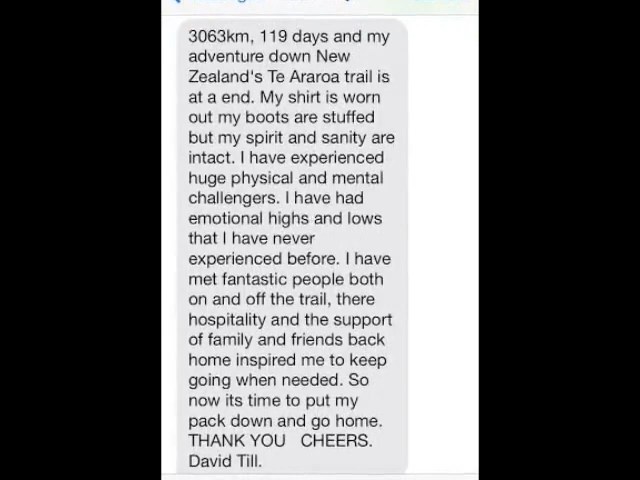 3063km, 119 days and my
adventure down New
Zealand's Te Araroa trail is
at a end. My shirt is worn
out my boots are stuffed
but my spirit and sanity are
intact. I have experienced
huge physical and mental
challengers. I have had
emotional highs and lows
that I have never
experienced before. I have
met fantastic people both
on and off the trail, there
hospitality and the support
of family and friends back
home inspired me to keep
going when needed. So
now its time to put my
pack down and go home.
THANK YOU   CHEERS.
David Till.